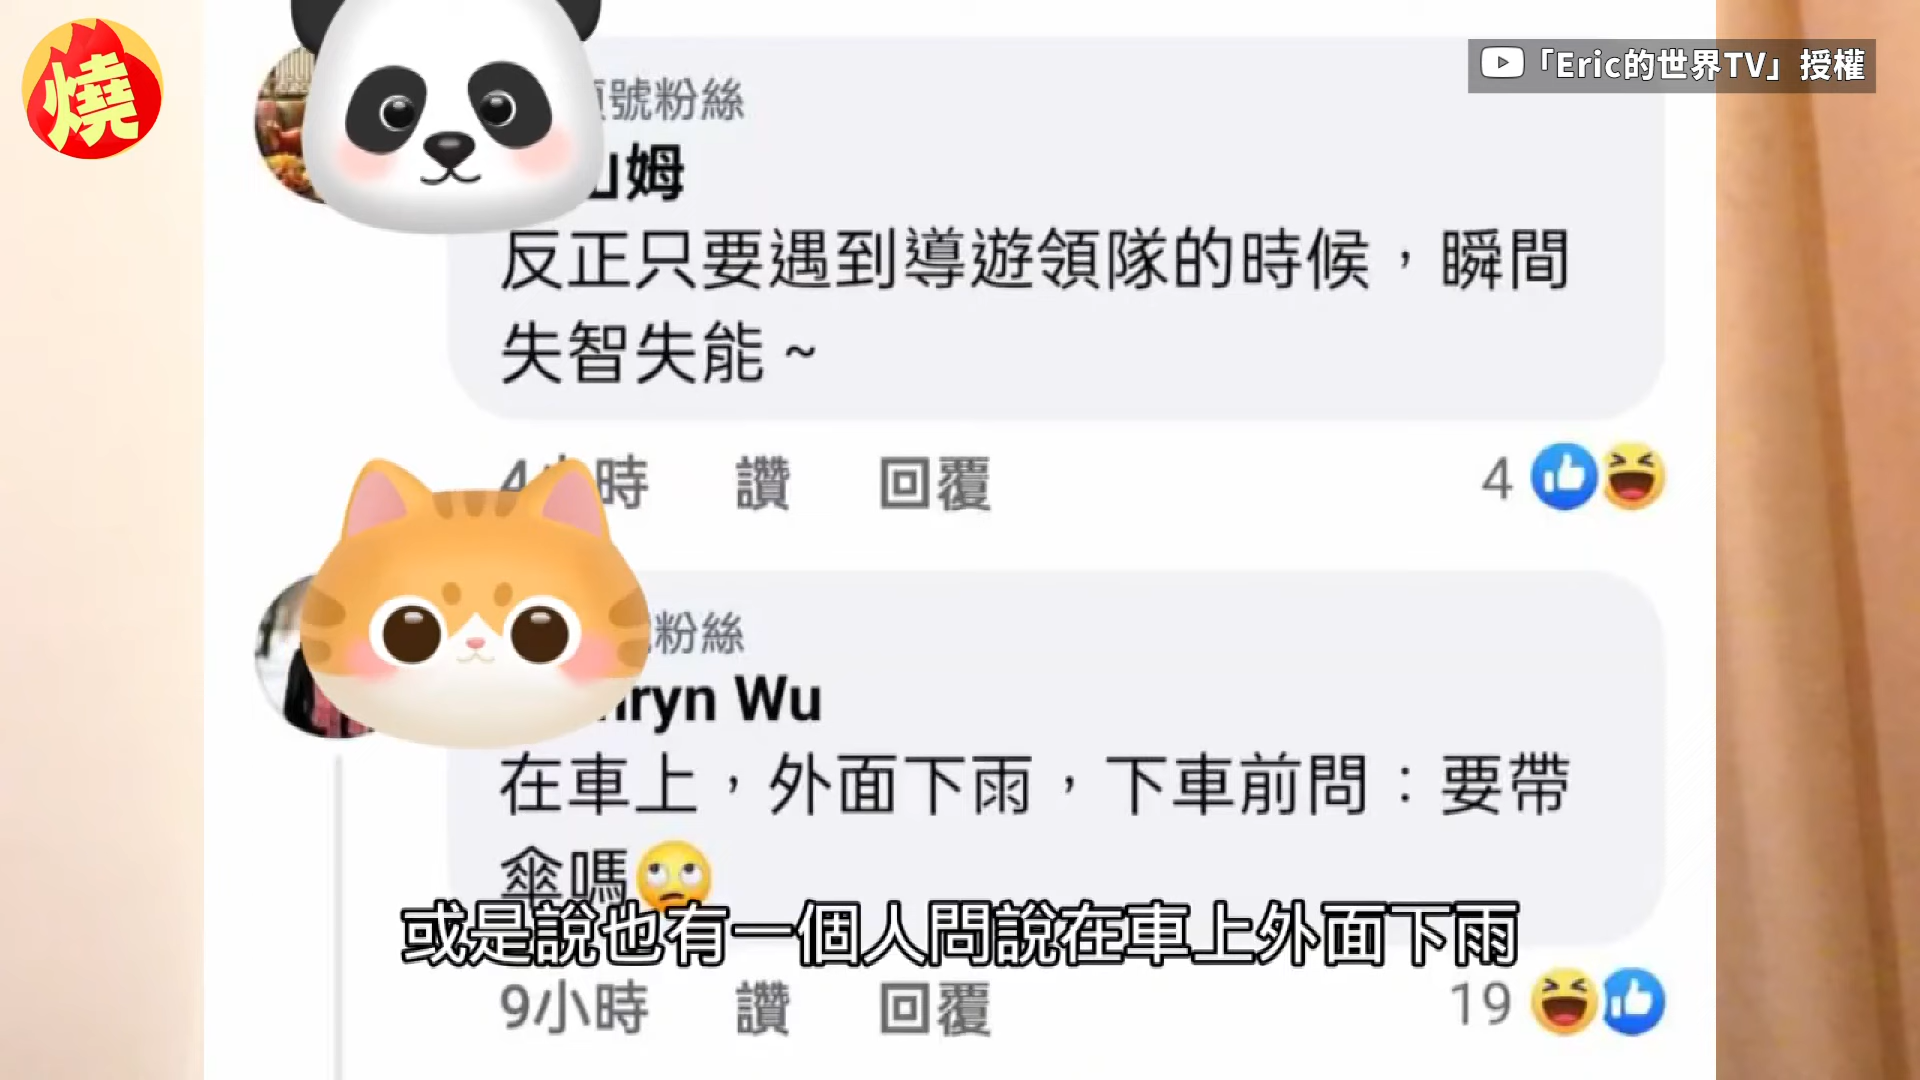 燒
「Eric的世界TV」授權
號粉絲
姆
反正只要遇到導遊領隊的時候，瞬間
失智失能~
4小時 讚 回覆 4
粉絲
ryn Wu
在車上，外面下雨，下車前問：要帶
傘嗎🙄
或是說也有一個人問說在車上外面下雨
9小時 讚 回覆 19